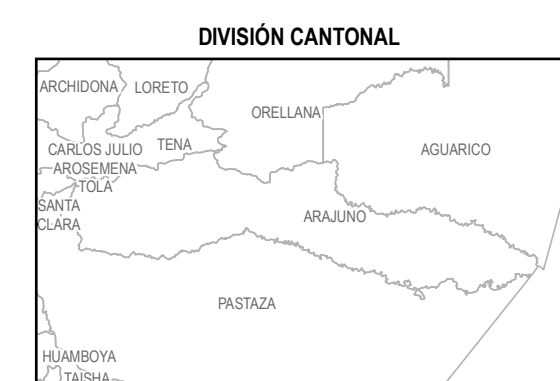 DIVISIÓN CANTONAL
ARCHIDONA
LORETO
ORELLANA
CARLOS JULIO
AROSEMENA
TOLA
TENA
AGUARICO
SANTA
CLARA
ARAJUNO
PASTAZA
HUAMBOYA
TAISHA